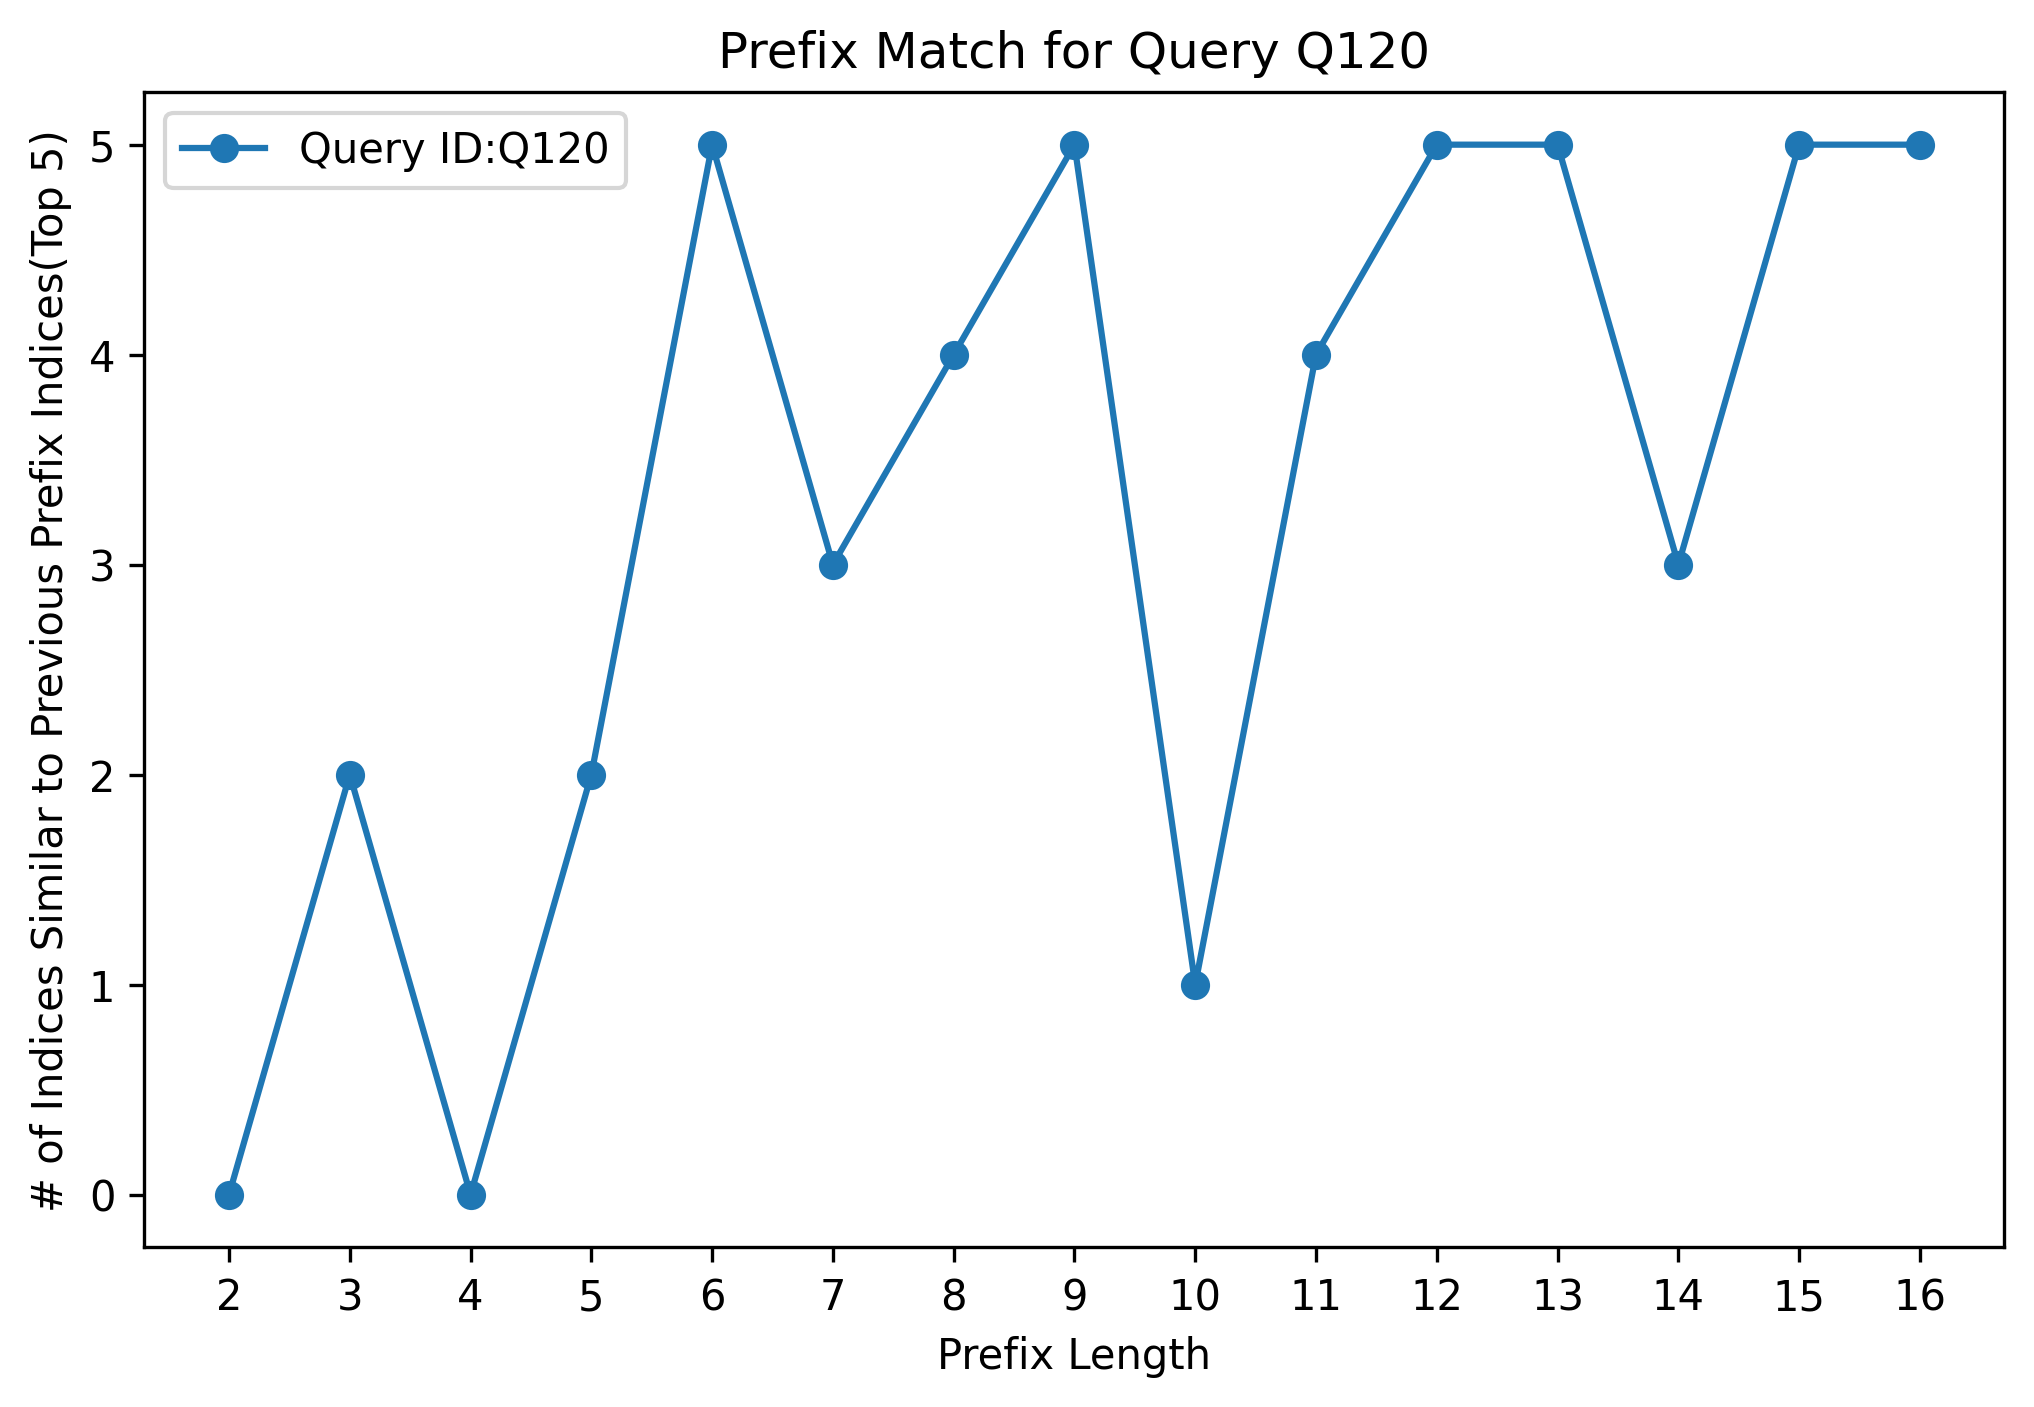 Prefix Match for Query Q120
Query ID:Q120
# of Indices Similar to Previous Prefix Indices(Top 5)
5
4
3
2
1
0
2 3 4 5 6 7 8 9 10 11 12 13 14 15 16
Prefix Length